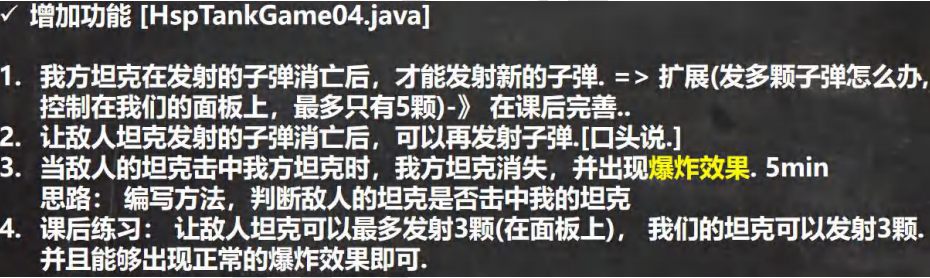 ✓ 增加功能 [HspTankGame04.java]
1. 我方坦克在发射的子弹消亡后，才能发射新的子弹. => 扩展(发多颗子弹怎么办,
控制在我们的面板上，最多只有5颗)-》 在课后完善..
2. 让敌人坦克发射的子弹消亡后，可以再发射子弹.[口头说.]
3. 当敌人的坦克击中我方坦克时，我方坦克消失，并出现爆炸效果. 5min
思路： 编写方法，判断敌人的坦克是否击中我的坦克
4. 课后练习： 让敌人坦克可以最多发射3颗(在面板上)， 我们的坦克可以发射3颗.
并且能够出现正常的爆炸效果即可.